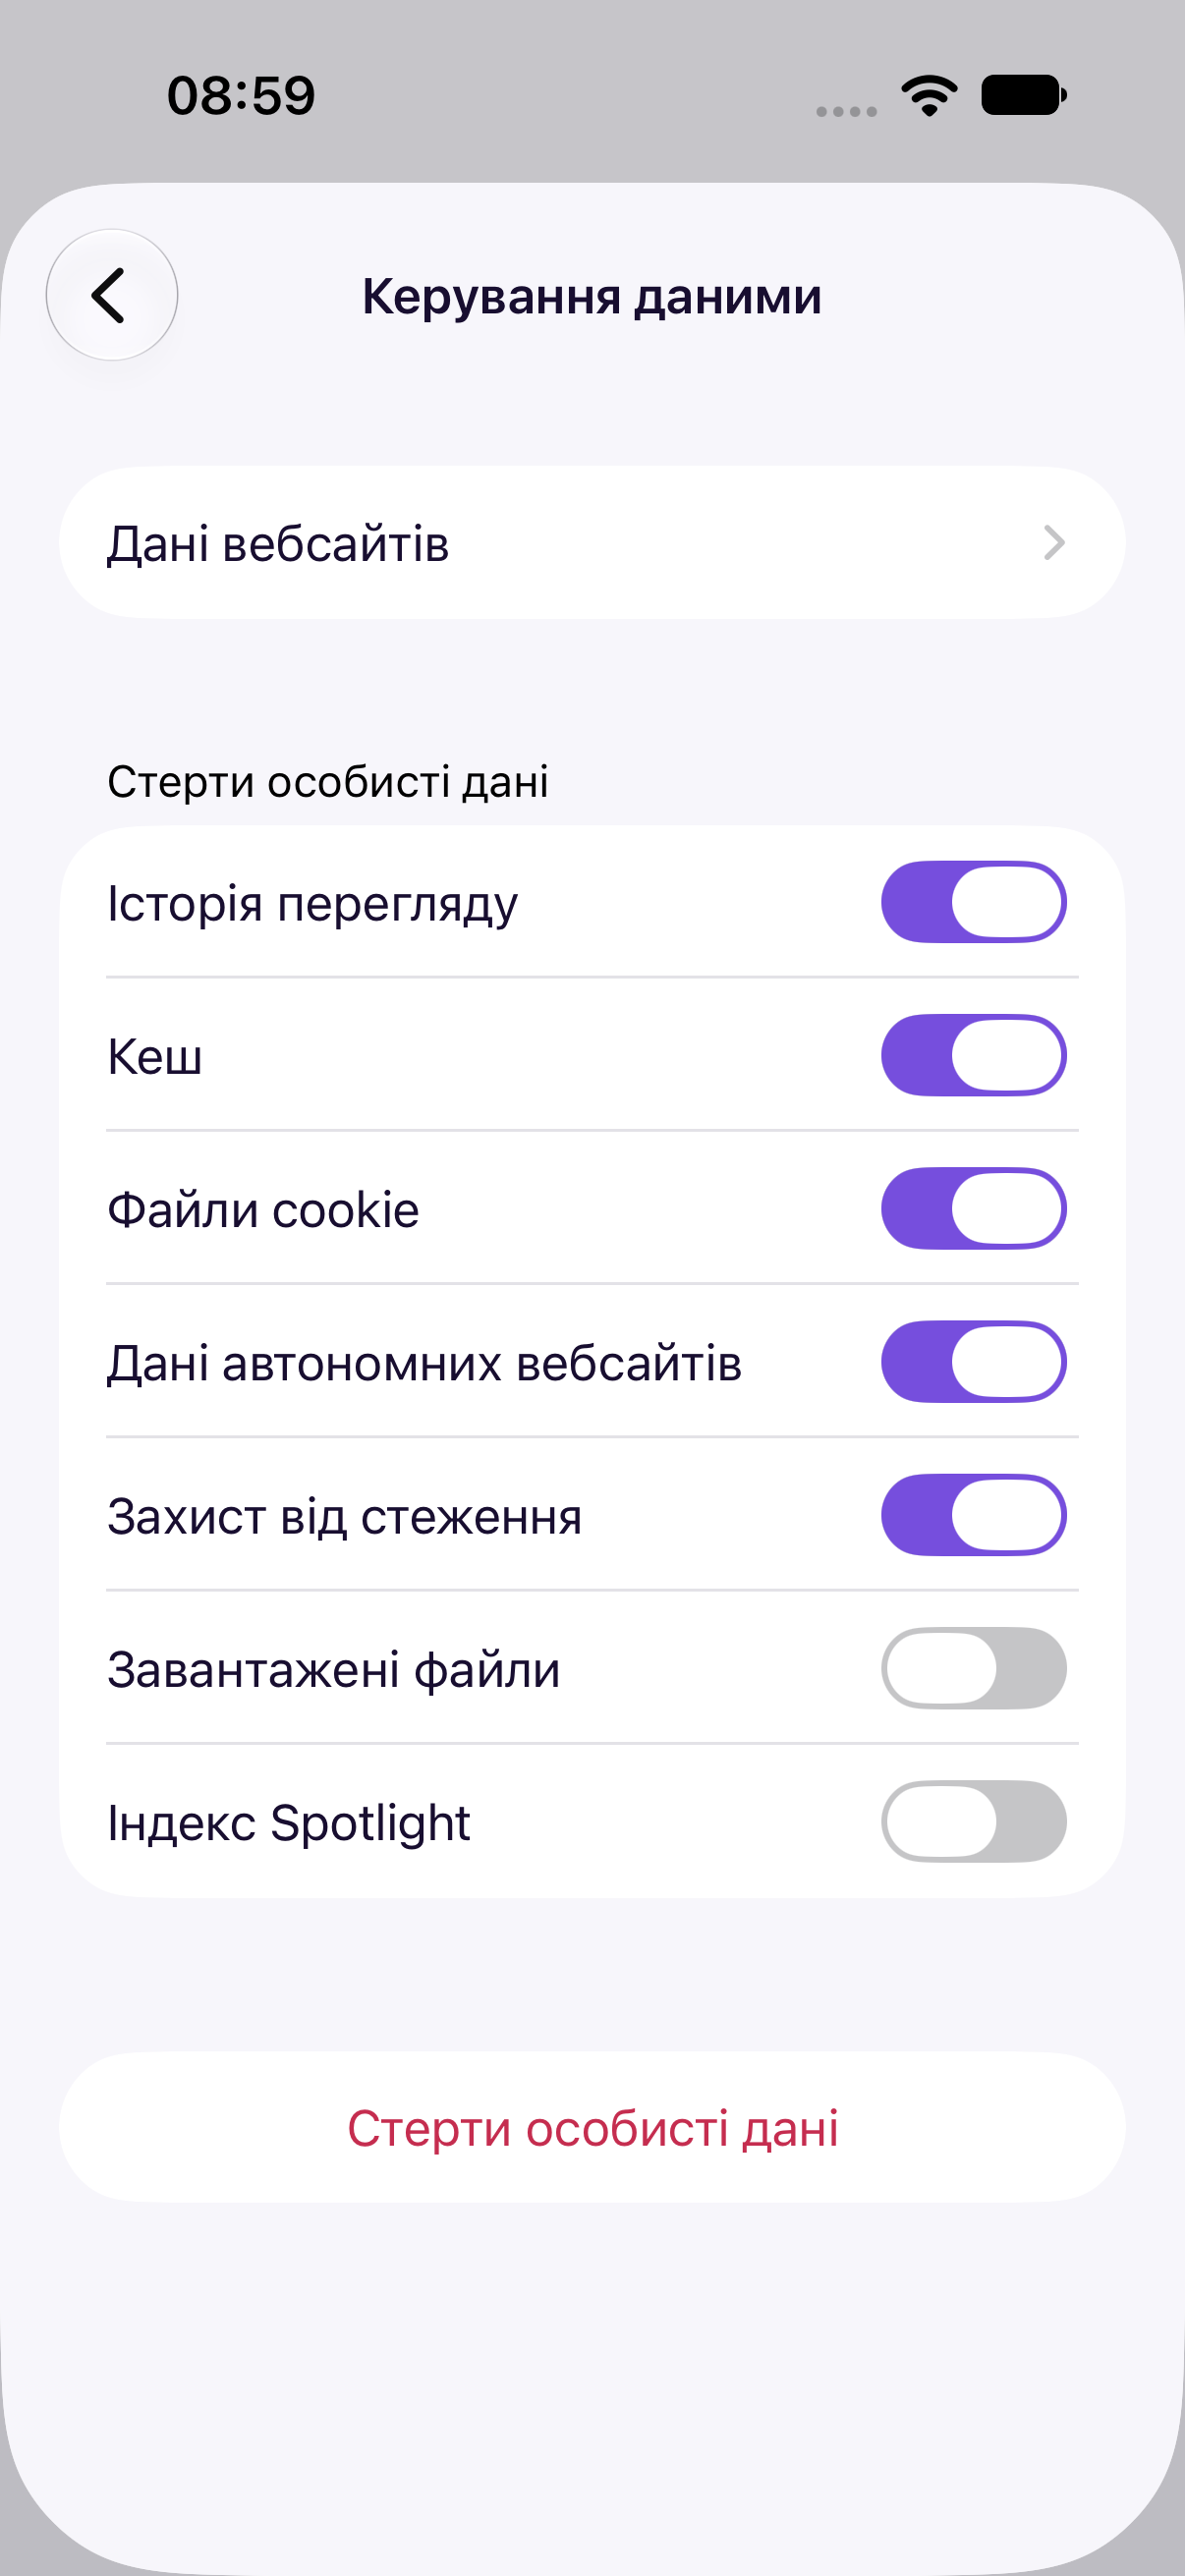 08:59
Керування даними
Дані вебсайтів
Стерти особисті дані
Історія перегляду
Кеш
Файли cookie
Дані автономних вебсайтів
Захист від стеження
Завантажені файли
Індекс Spotlight
Стерти особисті дані